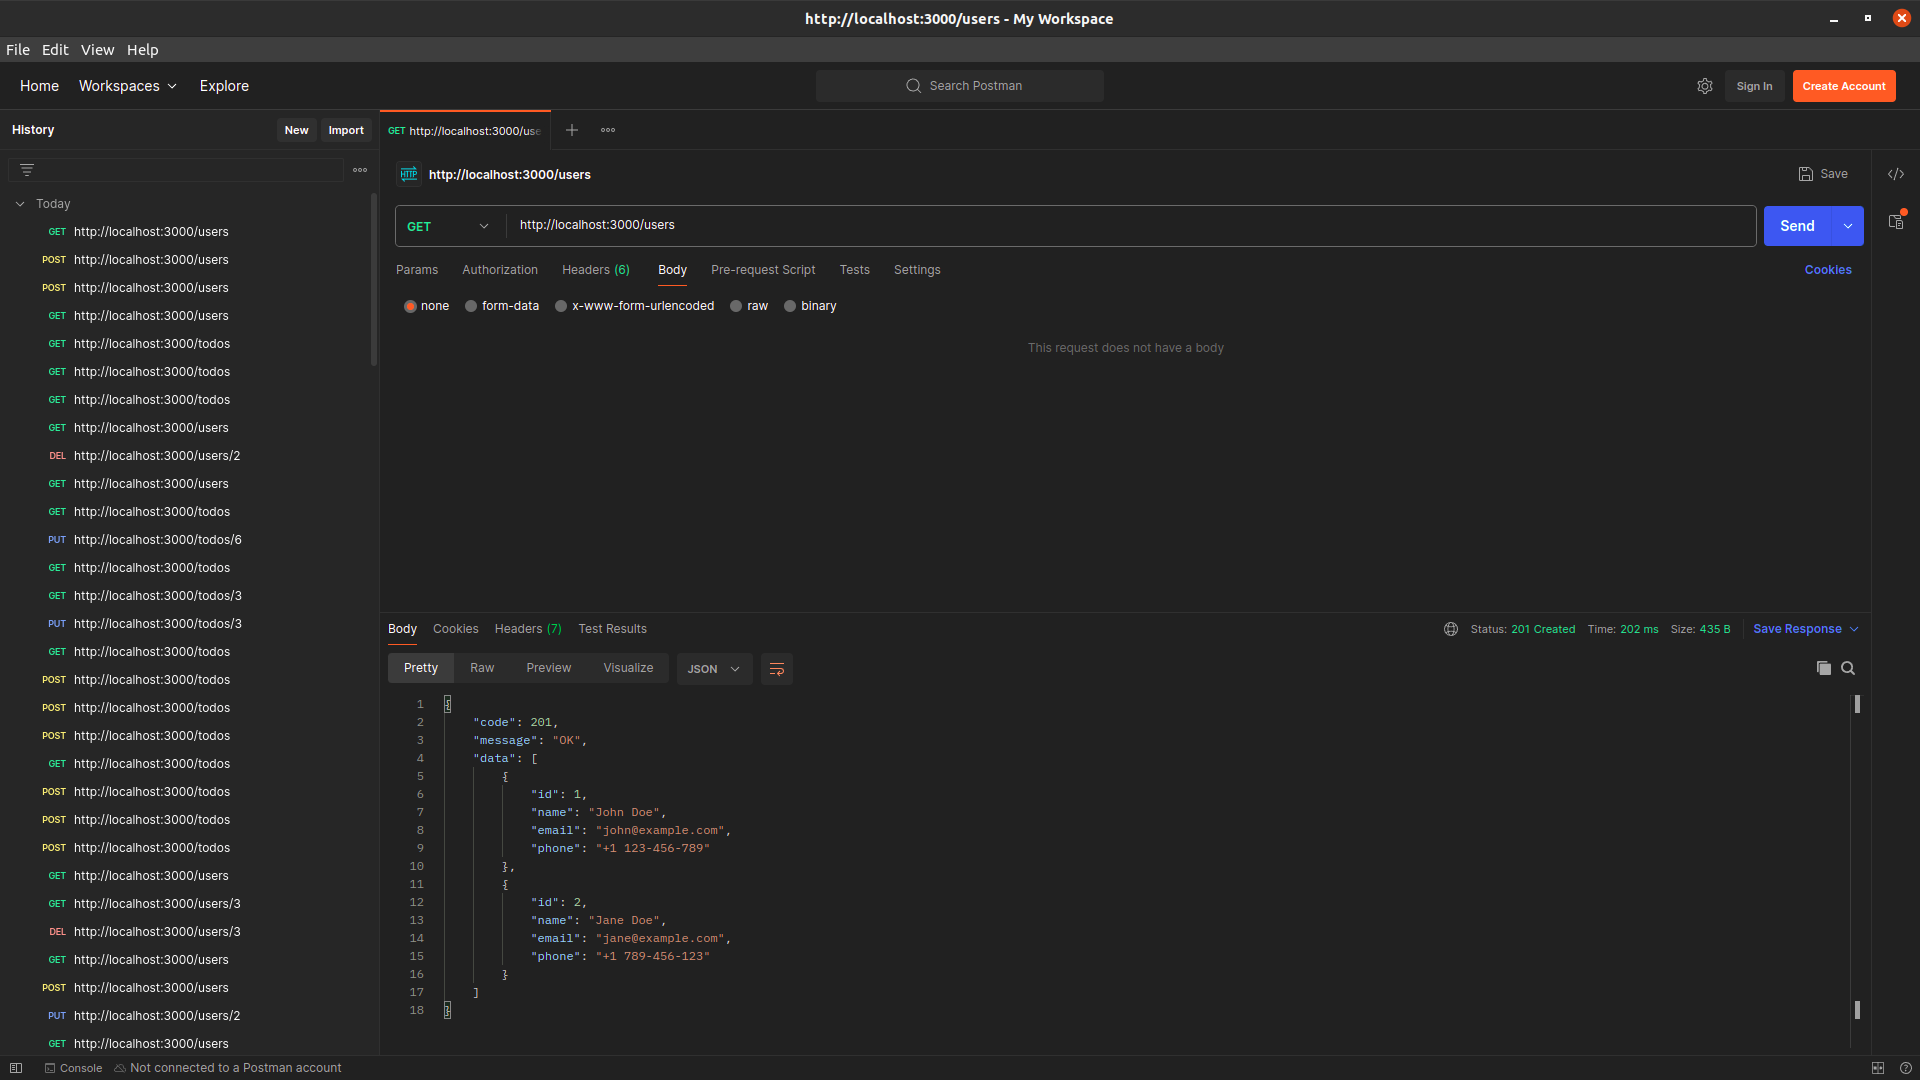 http://localhost:3000/users - My Workspace
File Edit View Help
Home Workspaces Explore
Search Postman
Sign In Create Account
History New Import
GET http://localhost:3000/use
Today
GET http://localhost:3000/users
POST http://localhost:3000/users
POST http://localhost:3000/users
GET http://localhost:3000/users
GET http://localhost:3000/todos
GET http://localhost:3000/todos
GET http://localhost:3000/todos
GET http://localhost:3000/users
DEL http://localhost:3000/users/2
GET http://localhost:3000/users
GET http://localhost:3000/todos
PUT http://localhost:3000/todos/6
GET http://localhost:3000/todos
GET http://localhost:3000/todos/3
PUT http://localhost:3000/todos/3
GET http://localhost:3000/todos
POST http://localhost:3000/todos
POST http://localhost:3000/todos
POST http://localhost:3000/todos
GET http://localhost:3000/todos
POST http://localhost:3000/todos
POST http://localhost:3000/todos
POST http://localhost:3000/todos
GET http://localhost:3000/users
GET http://localhost:3000/users/3
DEL http://localhost:3000/users/3
GET http://localhost:3000/users
POST http://localhost:3000/users
PUT http://localhost:3000/users/2
GET http://localhost:3000/users
HTTP http://localhost:3000/users
Save </>
GET http://localhost:3000/users
Send
Params Authorization Headers (6) Body Pre-request Script Tests Settings
Cookies
none form-data x-www-form-urlencoded raw binary
This request does not have a body
Body Cookies Headers (7) Test Results
Status: 201 Created Time: 202 ms Size: 435 B Save Response
Pretty Raw Preview Visualize JSON
1 {
2 "code": 201,
3 "message": "OK",
4 "data": [
5 {
6 "id": 1,
7 "name": "John Doe",
8 "email": "john@example.com",
9 "phone": "+1 123-456-789"
10 },
11 {
12 "id": 2,
13 "name": "Jane Doe",
14 "email": "jane@example.com",
15 "phone": "+1 789-456-123"
16 }
17 ]
18 }
Console Not connected to a Postman account